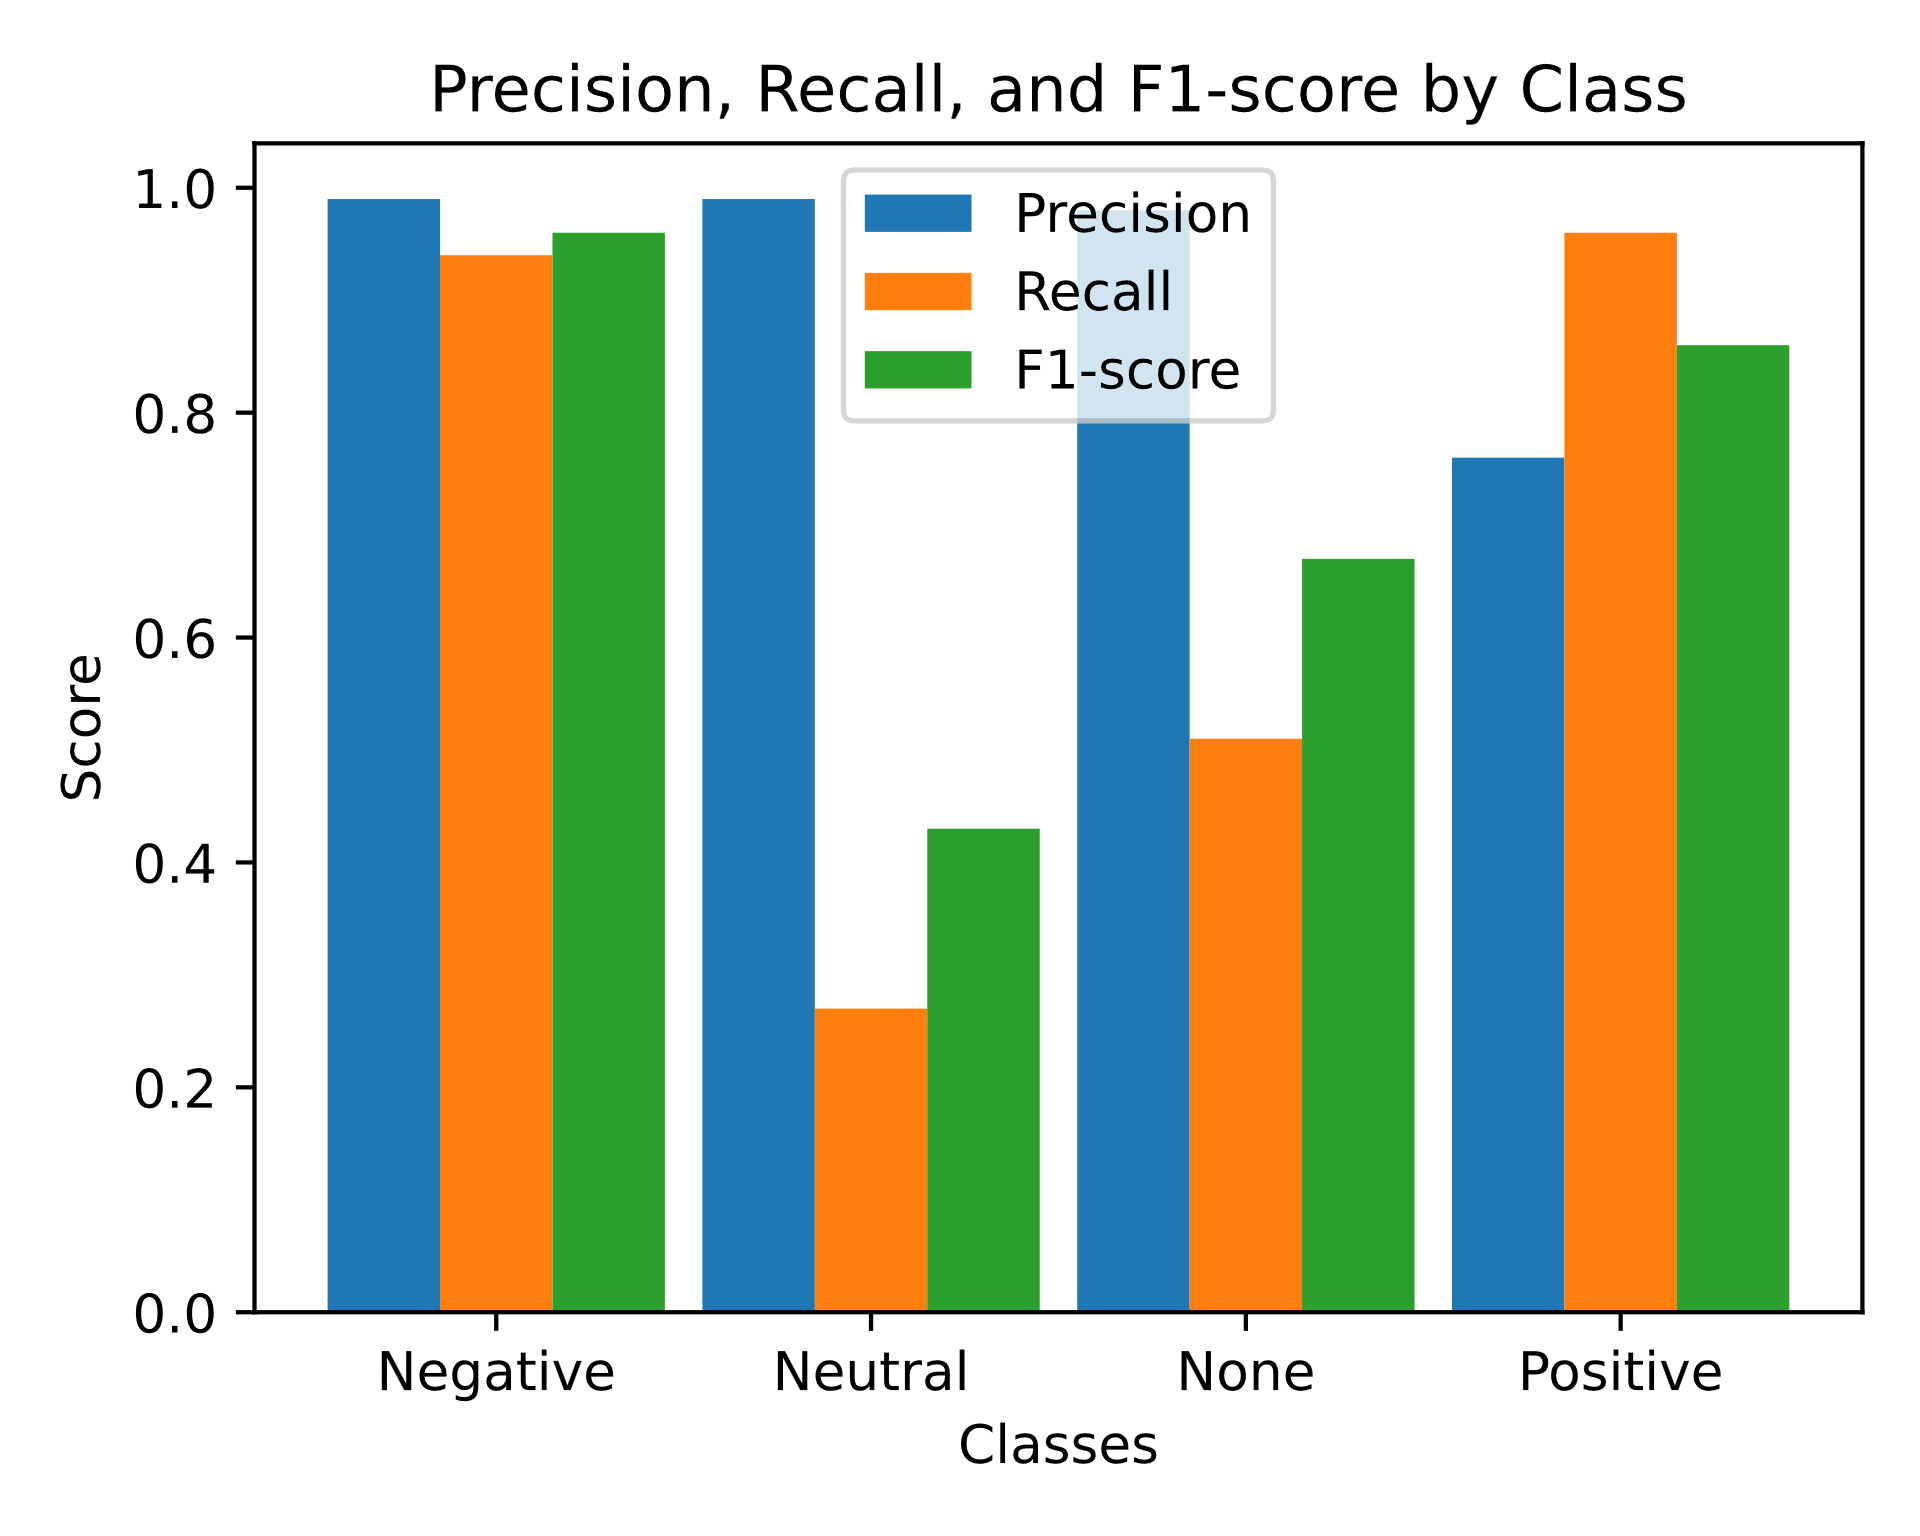 Precision, Recall, and F1-score by Class
1.0
0.8
0.6
0.4
0.2
0.0
Score
Precision
Recall
F1-score
Negative Neutral None Positive
Classes